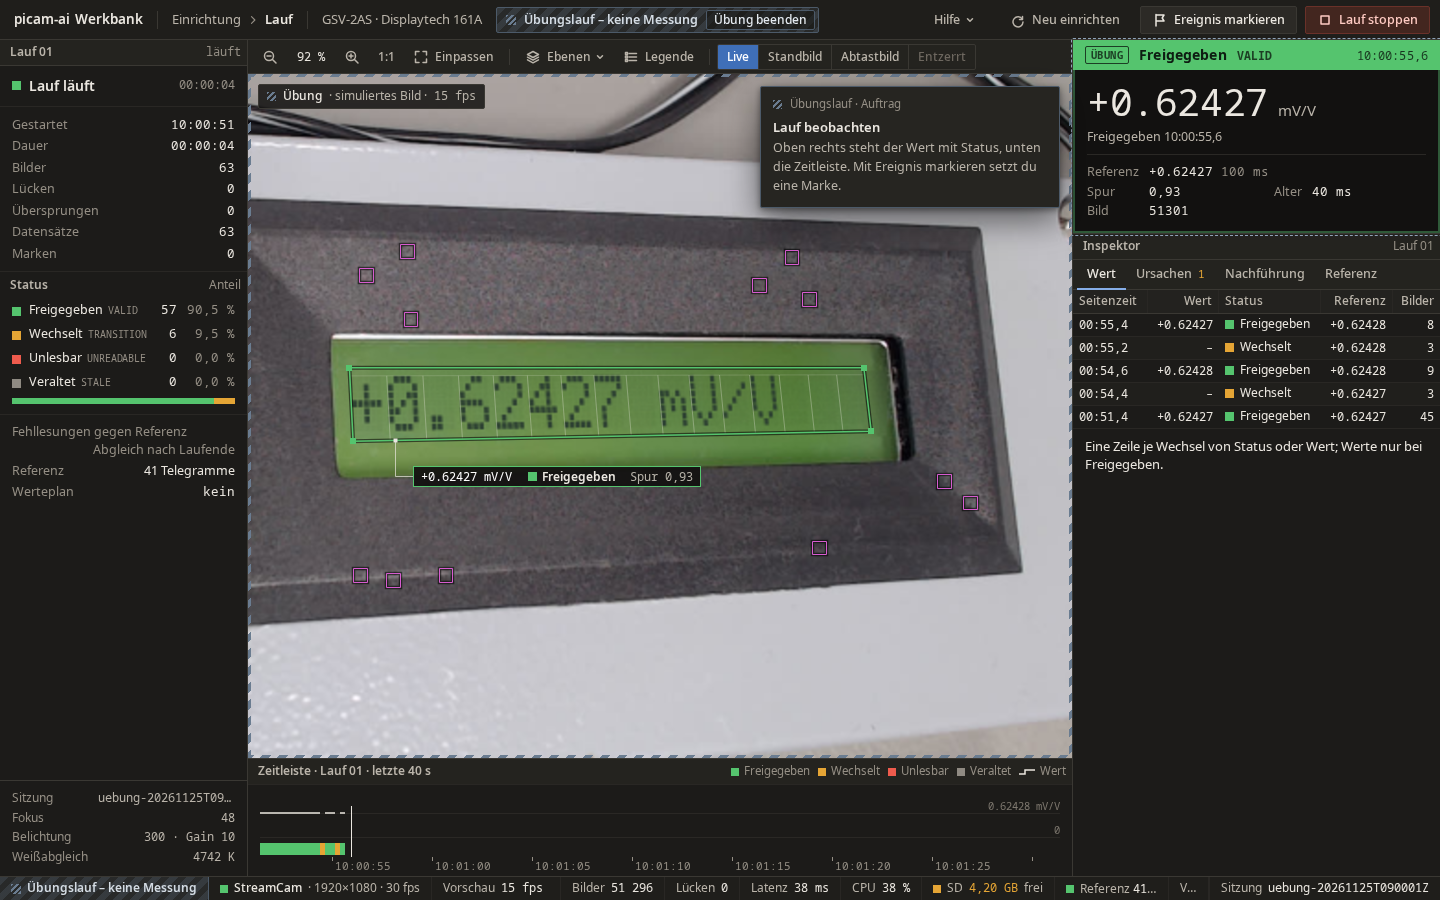 picam-ai Werkbank
Einrichtung > Lauf
GSV-2AS · Displaytech 161A
Übungslauf – keine Messung
Übung beenden
Hilfe
Neu einrichten
Ereignis markieren
Lauf stoppen
Lauf 01 läuft
Lauf läuft 00:00:04
Gestartet 10:00:51
Dauer 00:00:04
Bilder 63
Lücken 0
Übersprungen 0
Datensätze 63
Marken 0
Status Anteil
Freigegeben VALID 57 90,5 %
Wechselt TRANSITION 6 9,5 %
Unlesbar UNREADABLE 0 0,0 %
Veraltet STALE 0 0,0 %
Fehllesungen gegen Referenz
Abgleich nach Laufende
Referenz 41 Telegramme
Werteplan kein
Sitzung uebung-20261125T09…
Fokus 48
Belichtung 300 · Gain 10
Weißabgleich 4742 K
92 %
1:1
Einpassen
Ebenen
Legende
Live
Standbild
Abtastbild
Entzerrt
Übung · simuliertes Bild · 15 fps
Übungslauf · Auftrag
Lauf beobachten
Oben rechts steht der Wert mit Status, unten
die Zeitleiste. Mit Ereignis markieren setzt du
eine Marke.
+0.62427 mV/V
+0.62427 mV/V Freigegeben Spur 0,93
Zeitleiste · Lauf 01 · letzte 40 s
Freigegeben Wechselt Unlesbar Veraltet Wert
0.62428 mV/V
0
10:00:55 10:01:00 10:01:05 10:01:10 10:01:15 10:01:20 10:01:25
ÜBUNG Freigegeben VALID 10:00:55,6
+0.62427 mV/V
Freigegeben 10:00:55,6
Referenz +0.62427 100 ms
Spur 0,93 Alter 40 ms
Bild 51301
Inspektor Lauf 01
Wert Ursachen 1 Nachführung Referenz
Seitenzeit Wert Status Referenz Bilder
00:55,4 +0.62427 Freigegeben +0.62428 8
00:55,2 – Wechselt +0.62428 3
00:54,6 +0.62428 Freigegeben +0.62428 9
00:54,4 – Wechselt +0.62427 3
00:51,4 +0.62427 Freigegeben +0.62427 45
Eine Zeile je Wechsel von Status oder Wert; Werte nur bei
Freigegeben.
Übungslauf – keine Messung
StreamCam · 1920×1080 · 30 fps
Vorschau 15 fps
Bilder 51 296
Lücken 0
Latenz 38 ms
CPU 38 %
SD 4,20 GB frei
Referenz 41…
V…
Sitzung uebung-20261125T090001Z